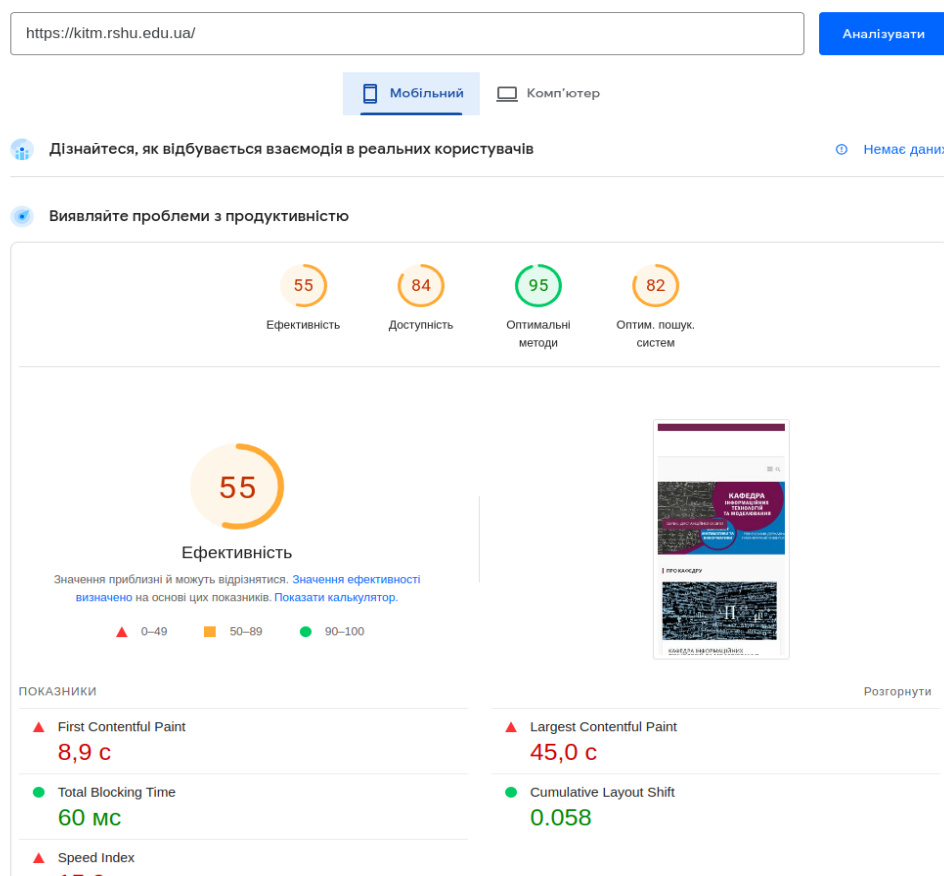 https://kitm.rshu.edu.ua/
Аналізувати
Мобільний
Комп'ютер
Дізнайтеся, як відбувається взаємодія в реальних користувачів
Немає даних
Виявляйте проблеми з продуктивністю
55
84
95
82
Ефективність
Доступність
Оптимальні
методи
Оптим. пошук.
систем
55
Ефективність
Значення приблизні й можуть відрізнятися. Значення ефективності
визначено на основі цих показників. Показати калькулятор.
0–49
50–89
90–100
КАФЕДРА
ІНФОРМАЦІЙНИХ
ТЕХНОЛОГІЙ
ТА МОДЕЛЮВАННЯ
ПРО КАФЕДРУ
КАФЕДРА ІНФОРМАЦІЙНИХ
ПОКАЗНИКИ
Розгорнути
First Contentful Paint
8,9 с
Largest Contentful Paint
45,0 с
Total Blocking Time
60 мс
Cumulative Layout Shift
0.058
Speed Index